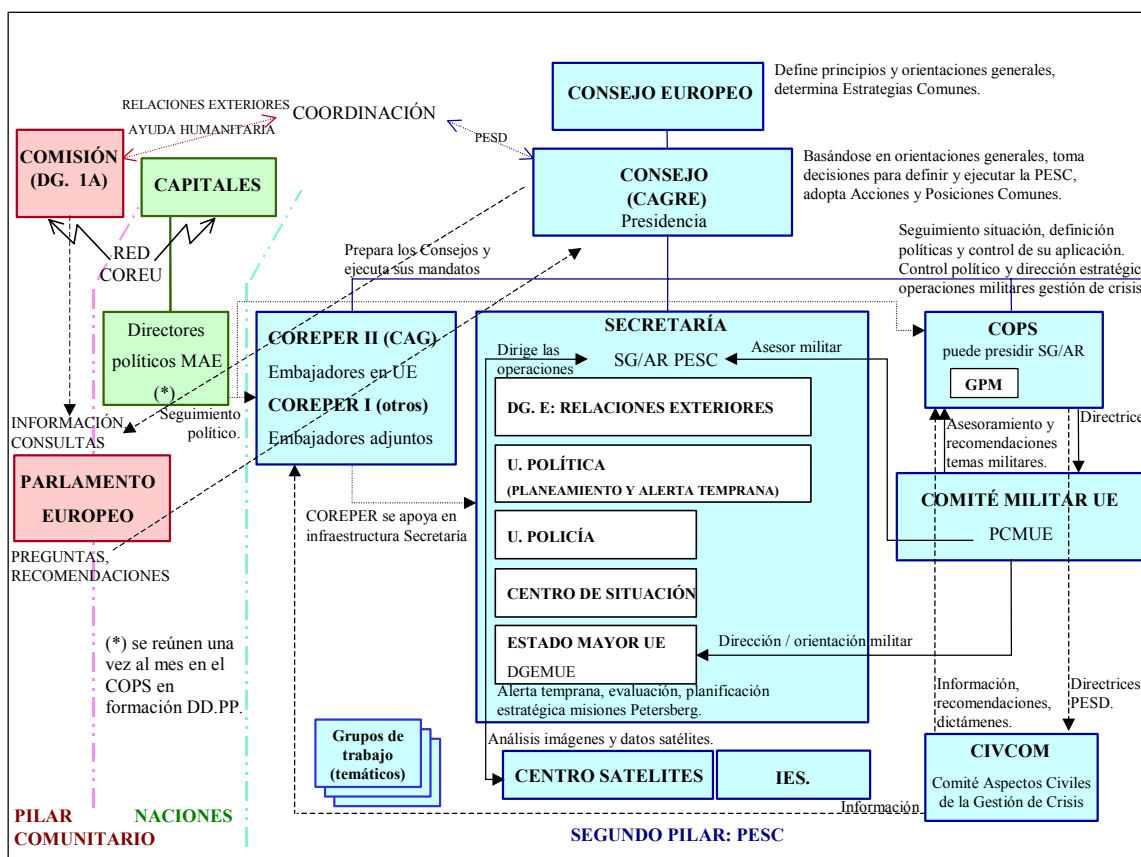 CONSEJO EUROPEO
Define principios y orientaciones generales,
determina Estrategias Comunes.
RELACIONES EXTERIORES
AYUDA HUMANITARIA
COORDINACIÓN
PESD
COMISIÓN
(DG. 1A)
CAPITALES
CONSEJO
(CAGRE)
Presidencia
Basándose en orientaciones generales, toma
decisiones para definir y ejecutar la PESC,
adopta Acciones y Posiciones Comunes.
RED
COREU
Prepara los Consejos y
ejecuta sus mandatos
Seguimiento situación, definición
políticas y control de su aplicación.
Control político y dirección estratégic
operaciones militares gestión de crisis
Directores
políticos MAE
(*)
Seguimiento
político.
COREPER II (CAG)
Embajadores en UE
COREPER I (otros)
Embajadores adjuntos
SECRETARÍA
Dirige las
operaciones
SG/AR PESC
Asesor militar
COPS
puede presidir SG/AR
GPM
DG. E: RELACIONES EXTERIORES
INFORMACIÓN,
CONSULTAS
Asesoramiento y
recomendaciones
temas militares.
Directrice
U. POLÍTICA
(PLANEAMIENTO Y ALERTA TEMPRANA)
PARLAMENTO
EUROPEO
COREPER se apoya en
infraestructura Secretaría
COMITÉ MILITAR UE
PCMUE
U. POLICÍA
PREGUNTAS,
RECOMENDACIONES
CENTRO DE SITUACIÓN
(*) se reúnen una
vez al mes en el
COPS en
formación DD.PP.
ESTADO MAYOR UE
DGEMUE
Dirección / orientación militar
Alerta temprana, evaluación, planificación
estratégica misiones Petersberg.
Información,
recomendaciones,
dictámenes.
Directrices
PESD.
Grupos de
trabajo
(temáticos)
Análisis imágenes y datos satélites.
CENTRO SATELITES
IES.
CIVCOM
Comité Aspectos Civiles
de la Gestión de Crisis
Información
PILAR
COMUNITARIO
NACIONES
SEGUNDO PILAR: PESC